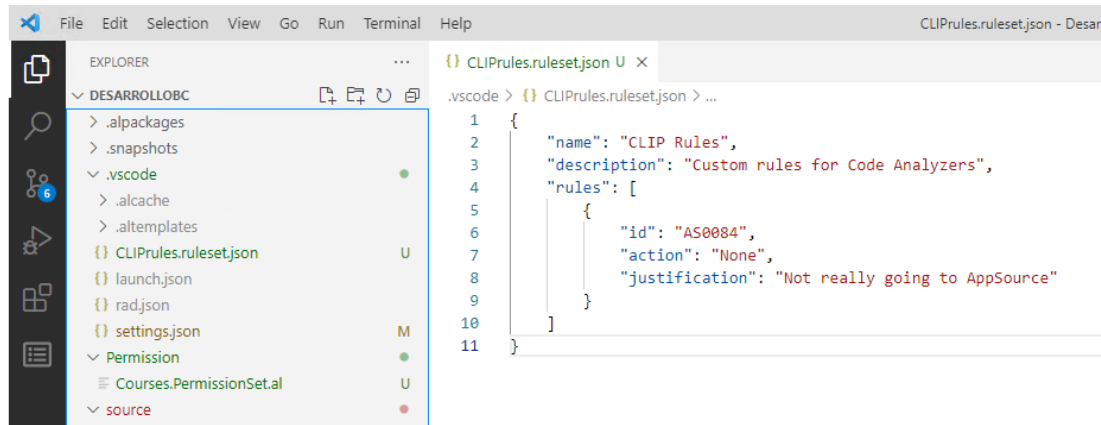 File Edit Selection View Go Run Terminal Help CLIPrules.ruleset.json - Desar
EXPLORER ...
DESARROLLOBC
> .alpackages
> .snapshots
.vscode
> .alcache
> .altemplates
{} CLIPrules.ruleset.json U
{} launch.json
{} rad.json
{} settings.json M
Permission
Courses.PermissionSet.al U
source
6
{} CLIPrules.ruleset.json U ×
.vscode > {} CLIPrules.ruleset.json > ...
1 {
2 "name": "CLIP Rules",
3 "description": "Custom rules for Code Analyzers",
4 "rules": [
5 {
6 "id": "AS0084",
7 "action": "None",
8 "justification": "Not really going to AppSource"
9 }
10 ]
11 }